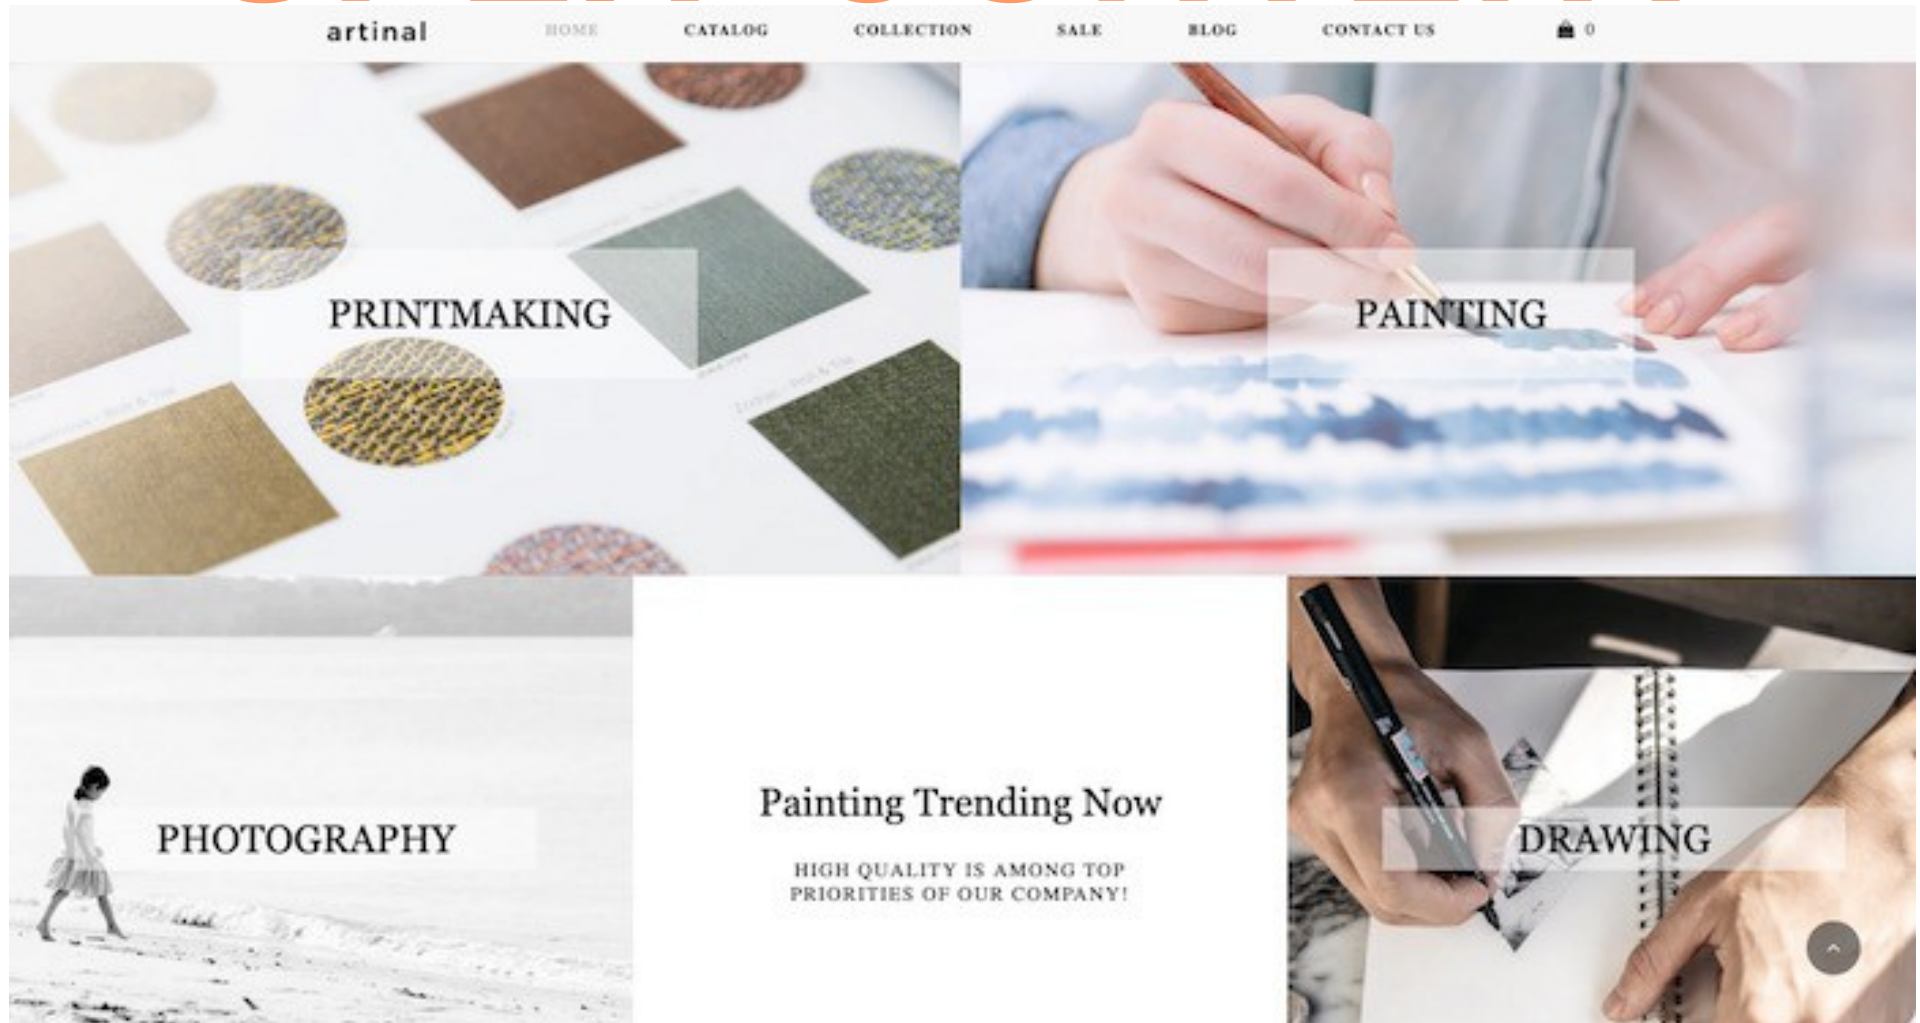 artinal
HOME
CATALOG
COLLECTION
SALE
BLOG
CONTACT US
0
PRINTMAKING
PAINTING
PHOTOGRAPHY
Painting Trending Now
HIGH QUALITY IS AMONG TOP
PRIORITIES OF OUR COMPANY!
DRAWING